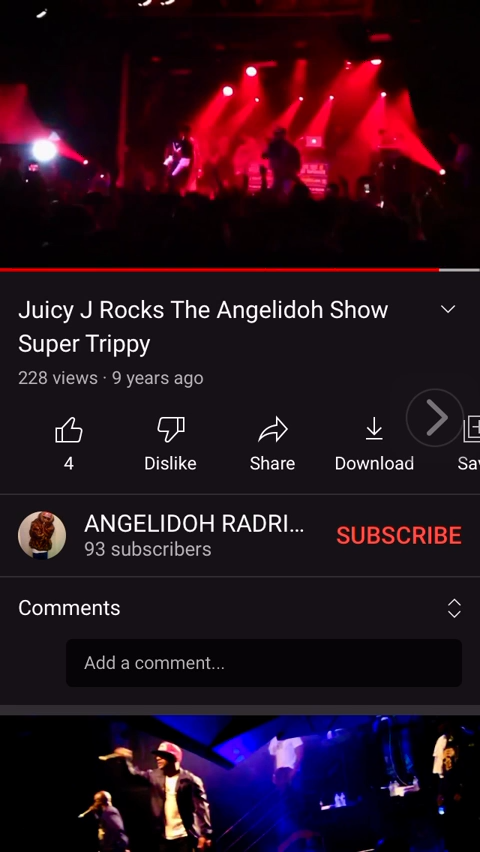 Juicy J Rocks The Angelidoh Show
Super Trippy
228 views · 9 years ago
4
Dislike
Share
Download
Sav
ANGELIDOH RADRI...
SUBSCRIBE
93 subscribers
Comments
Add a comment...